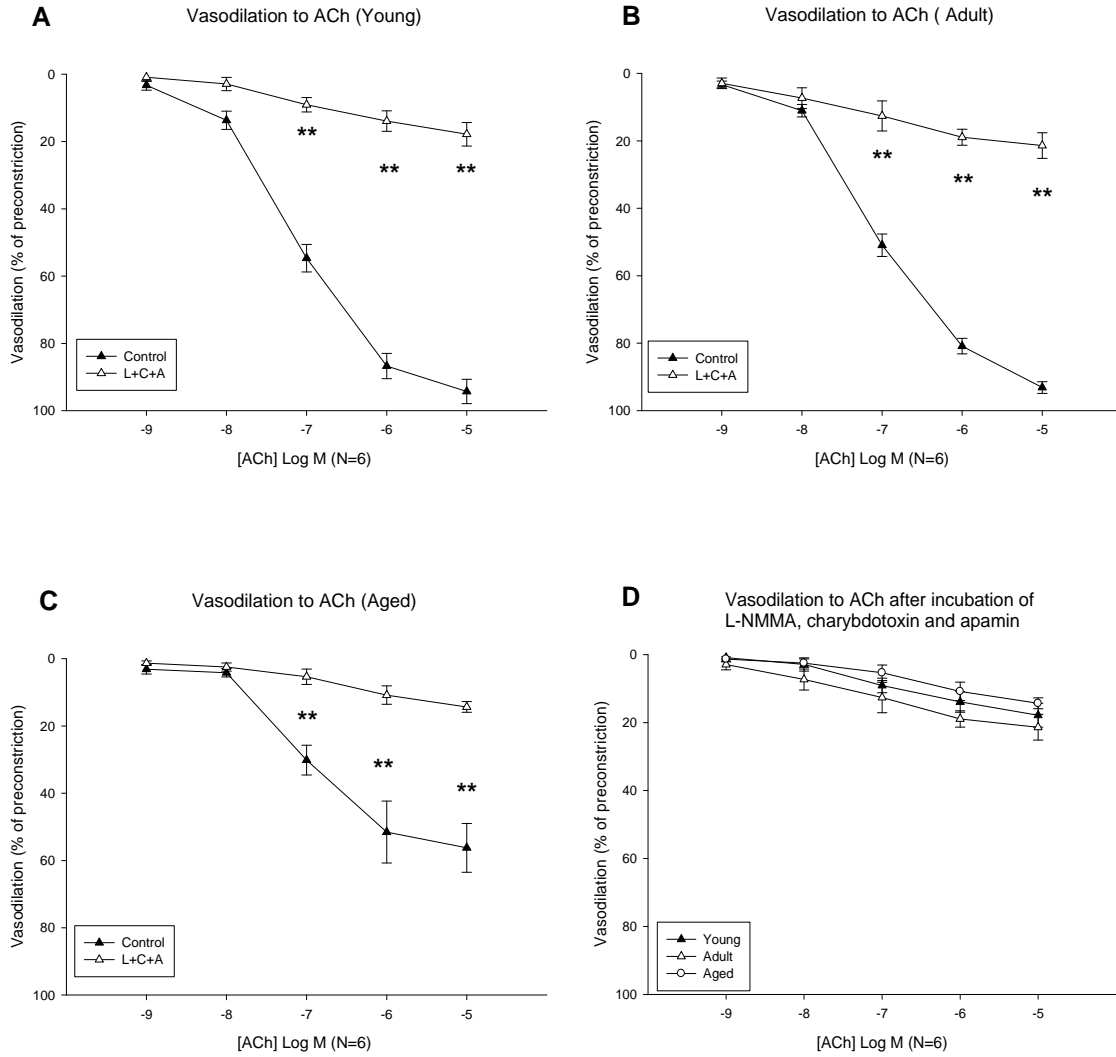 A
Vasodilation to ACh (Young)
Vasodilation (% of preconstriction)
0
20
40
60
80
100
**
**
**
Control
L+C+A
-9
-8
-7
-6
-5
[ACh] Log M (N=6)
B
Vasodilation to ACh ( Adult)
Vasodilation (% of preconstriction)
0
20
40
60
80
100
**
**
**
Control
L+C+A
-9
-8
-7
-6
-5
[ACh] Log M (N=6)
C
Vasodilation to ACh (Aged)
Vasodilation (% of preconstriction)
0
20
40
60
80
100
**
**
**
Control
L+C+A
-9
-8
-7
-6
-5
[ACh] Log M (N=6)
D
Vasodilation to ACh after incubation of
L-NMMA, charybdotoxin and apamin
Vasodilation (% of preconstriction)
0
20
40
60
80
100
Young
Adult
Aged
-9
-8
-7
-6
-5
[ACh] Log M (N=6)